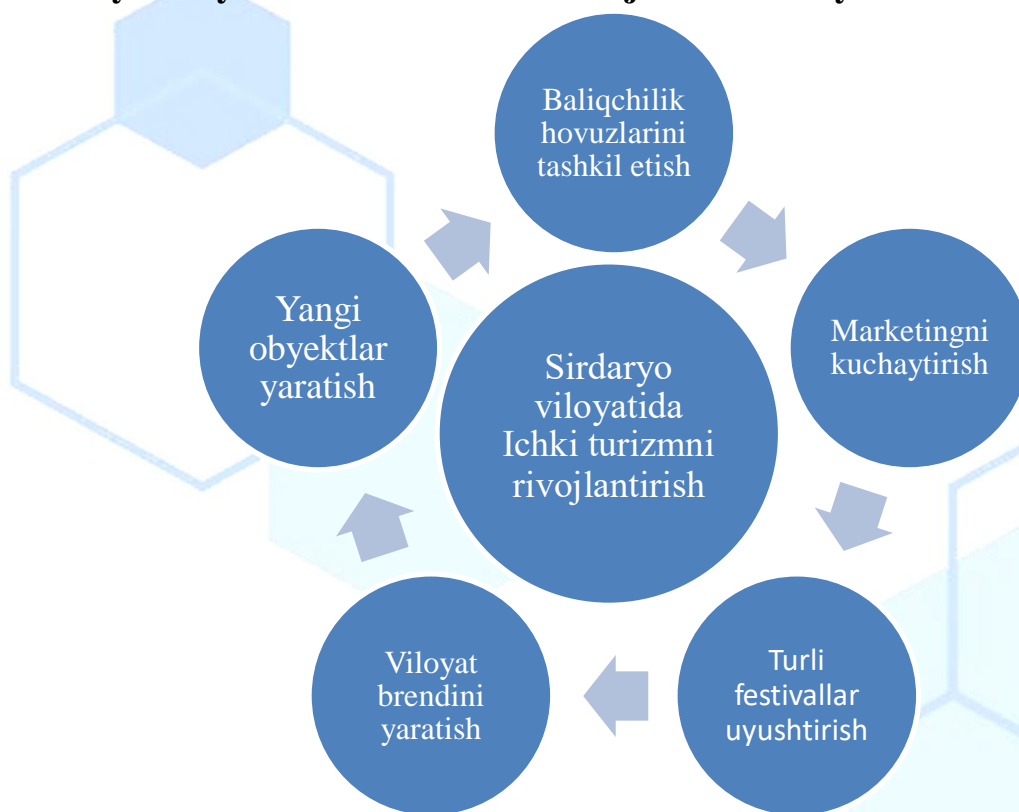 Baliqchilik
hovuzlarini
tashkil etish
Marketingni
kuchaytirish
Turli
festivallar
uyushtirish
Viloyat
brendini
yaratish
Yangi
obyektlar
yaratish
Sirdaryo
viloyatida
Ichki turizmni
rivojlantirish